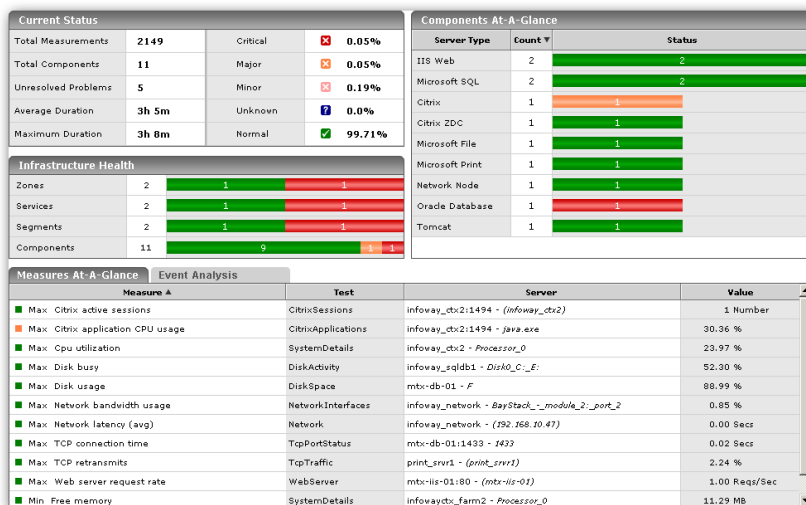 Current Status
Total Measurements 2149 Critical 0.05%
Total Components 11 Major 0.05%
Unresolved Problems 5 Minor 0.19%
Average Duration 3h 5m Unknown ? 0.0%
Maximum Duration 3h 8m Normal 99.71%
Infrastructure Health
Zones 2 1 1
Services 2 1 1
Segments 2 1 1
Components 11 9 1 1
Components At-A-Glance
Server Type Count Status
IIS Web 2 2
Microsoft SQL 2 2
Citrix 1 1
Citrix ZDC 1 1
Microsoft File 1 1
Microsoft Print 1 1
Network Node 1 1
Oracle Database 1 1
Tomcat 1 1
Measures At-A-Glance Event Analysis
Measure Test Server Value
Max Citrix active sessions CitrixSessions infoway_ctx2:1494 - (infoway_ctx2) 1 Number
Max Citrix application CPU usage CitrixApplications infoway_ctx2:1494 - java.exe 30.36 %
Max Cpu utilization SystemDetails infoway_ctx2 - Processor_0 23.97 %
Max Disk busy DiskActivity infoway_sqldb1 - Disk0_C:_E: 52.30 %
Max Disk usage DiskSpace mtx-db-01 - F 88.99 %
Max Network bandwidth usage NetworkInterfaces infoway_network - BayStack_-_module_2:_port_2 0.85 %
Max Network latency (avg) Network infoway_network - (192.168.10.47) 0.00 Secs
Max TCP connection time TcpPortStatus mtx-db-01:1433 - 1433 0.02 Secs
Max TCP retransmits TcpTraffic print_srvr1 - (print_srvr1) 2.24 %
Max Web server request rate WebServer mtx-iis-01:80 - (mtx-iis-01) 1.00 Reqs/Sec
Min Free memory SystemDetails infowayctx_farm2 - Processor_0 11.29 MB